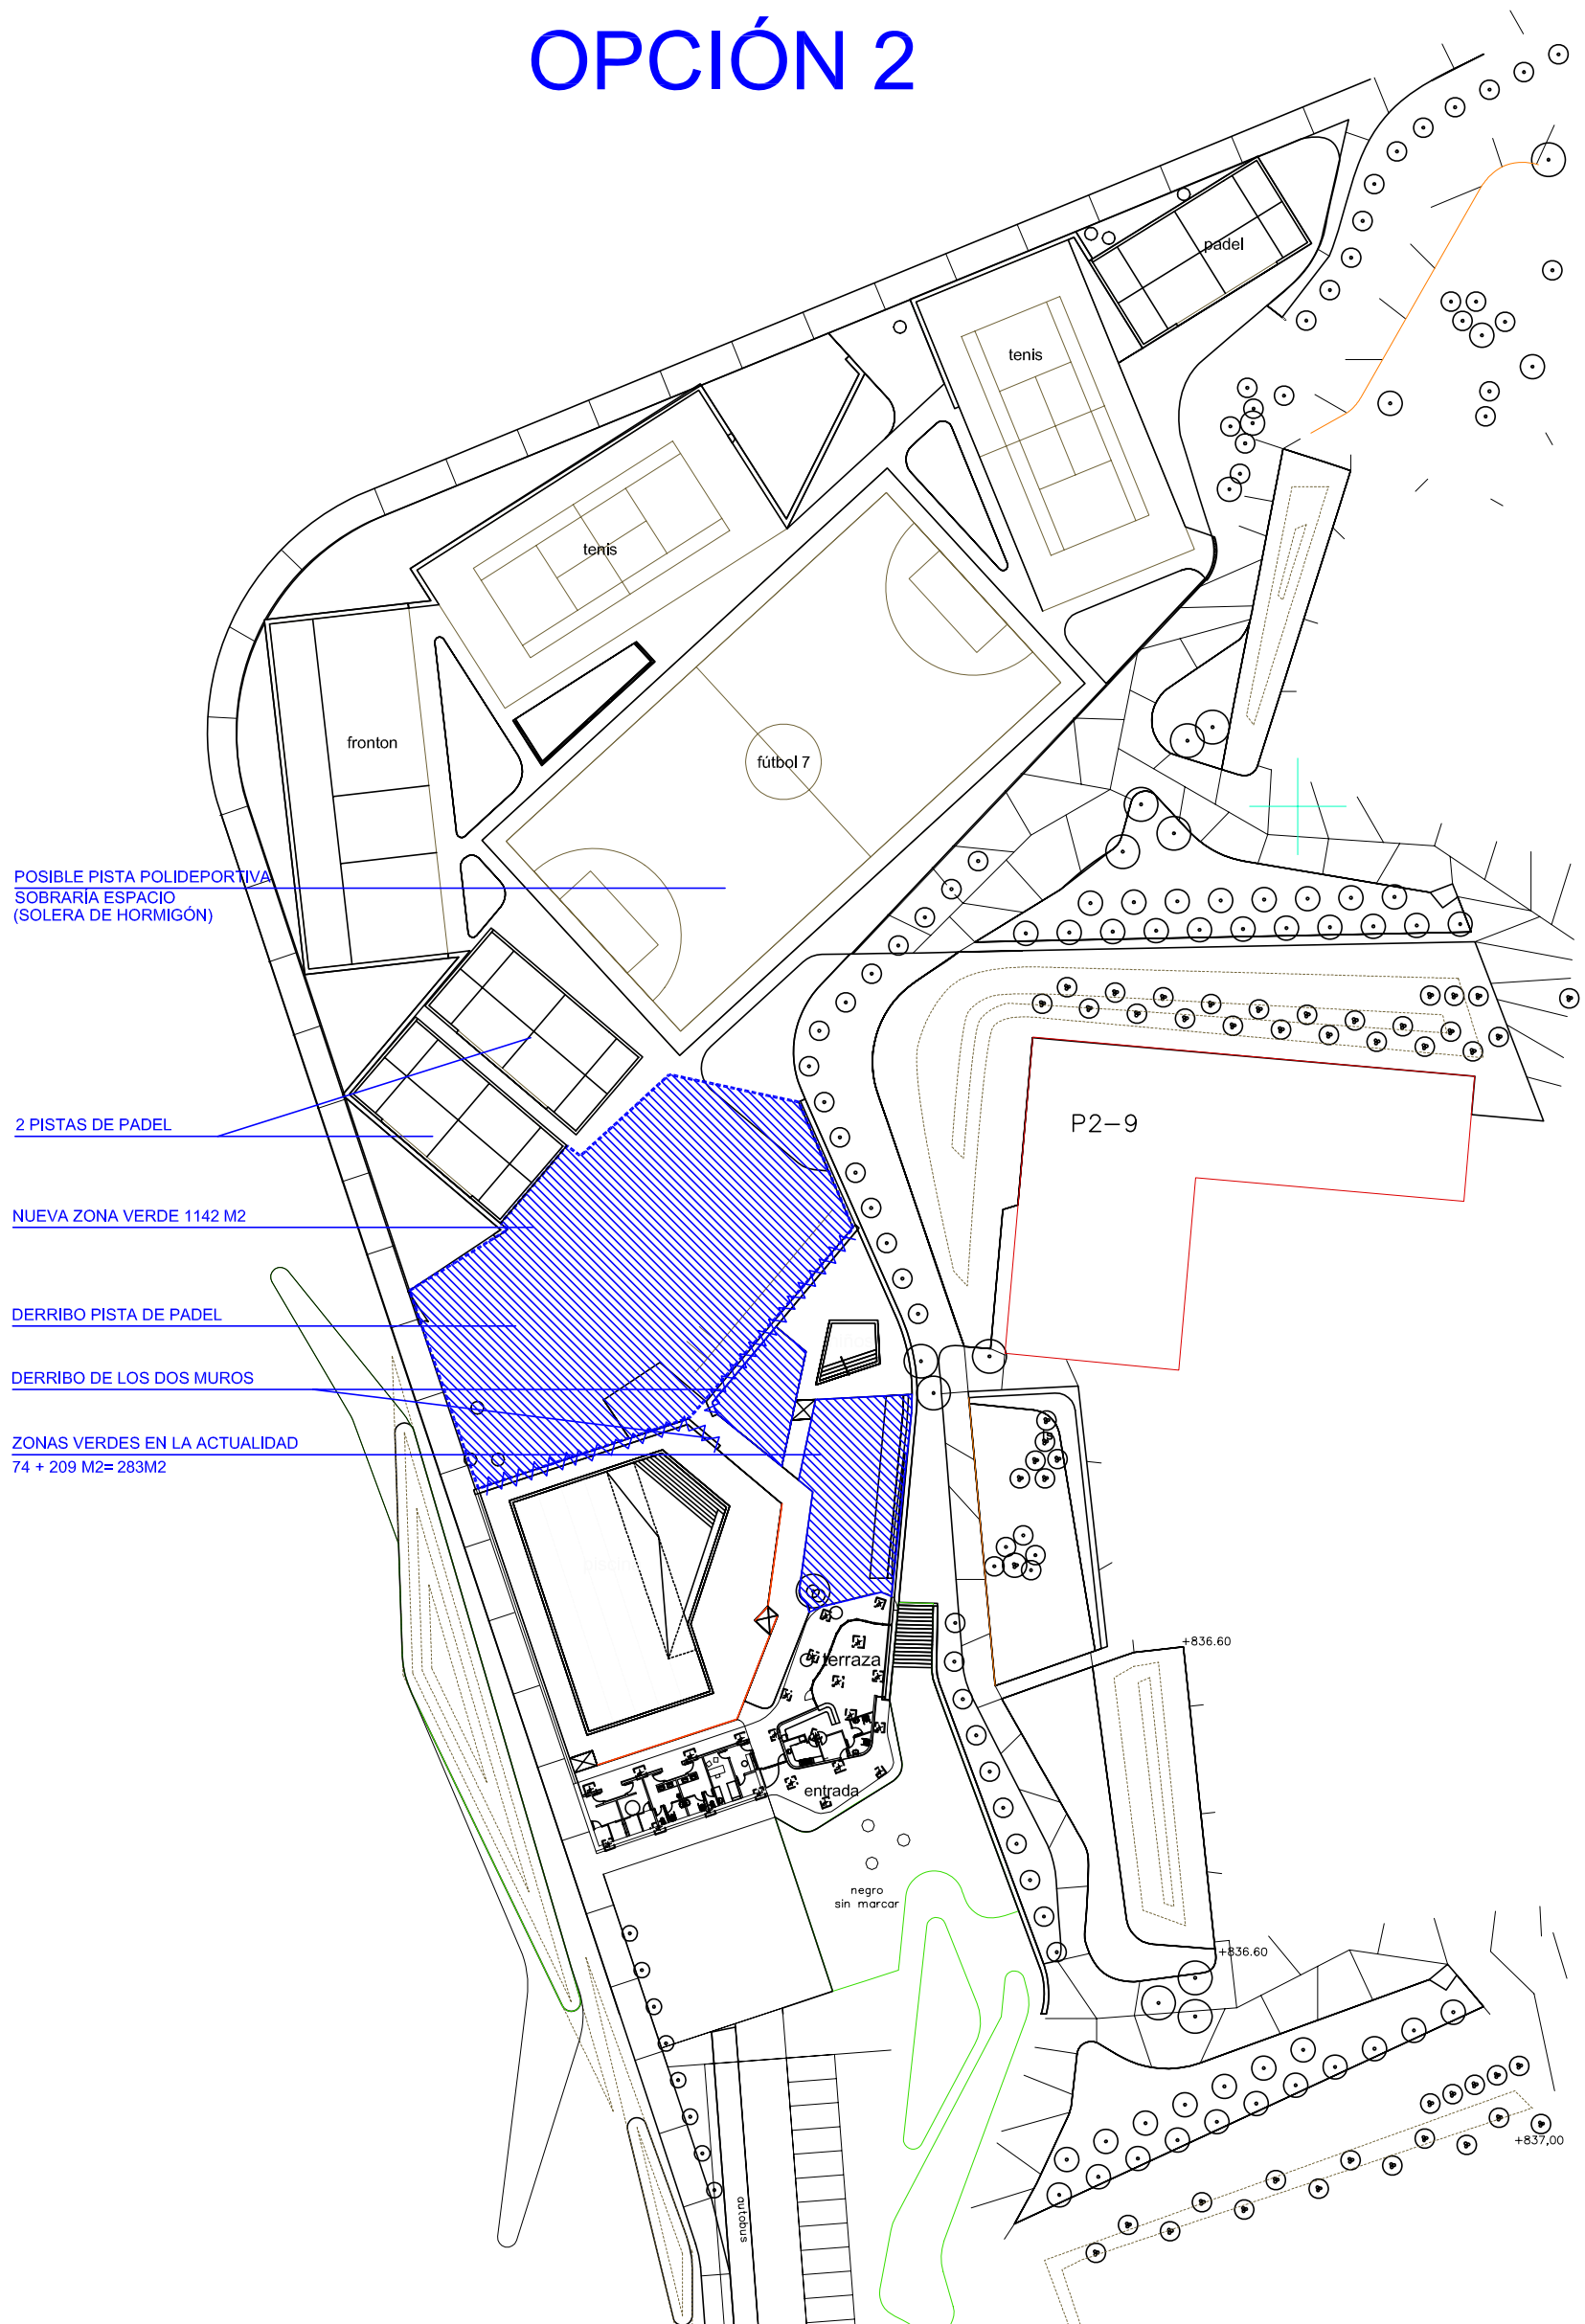 OPCIÓN 2
padel
tenis
tenis
fronton
fútbol 7
POSIBLE PISTA POLIDEPORTIVA
SOBRARÍA ESPACIO
(SOLERA DE HORMIGÓN)
2 PISTAS DE PADEL
P2-9
NUEVA ZONA VERDE 1142 M2
DERRIBO PISTA DE PADEL
DERRIBO DE LOS DOS MUROS
ZONAS VERDES EN LA ACTUALIDAD
74 + 209 M2= 283M2
+836.60
terraza
entrada
negro
sin marcar
+836.60
+837,00
autobus